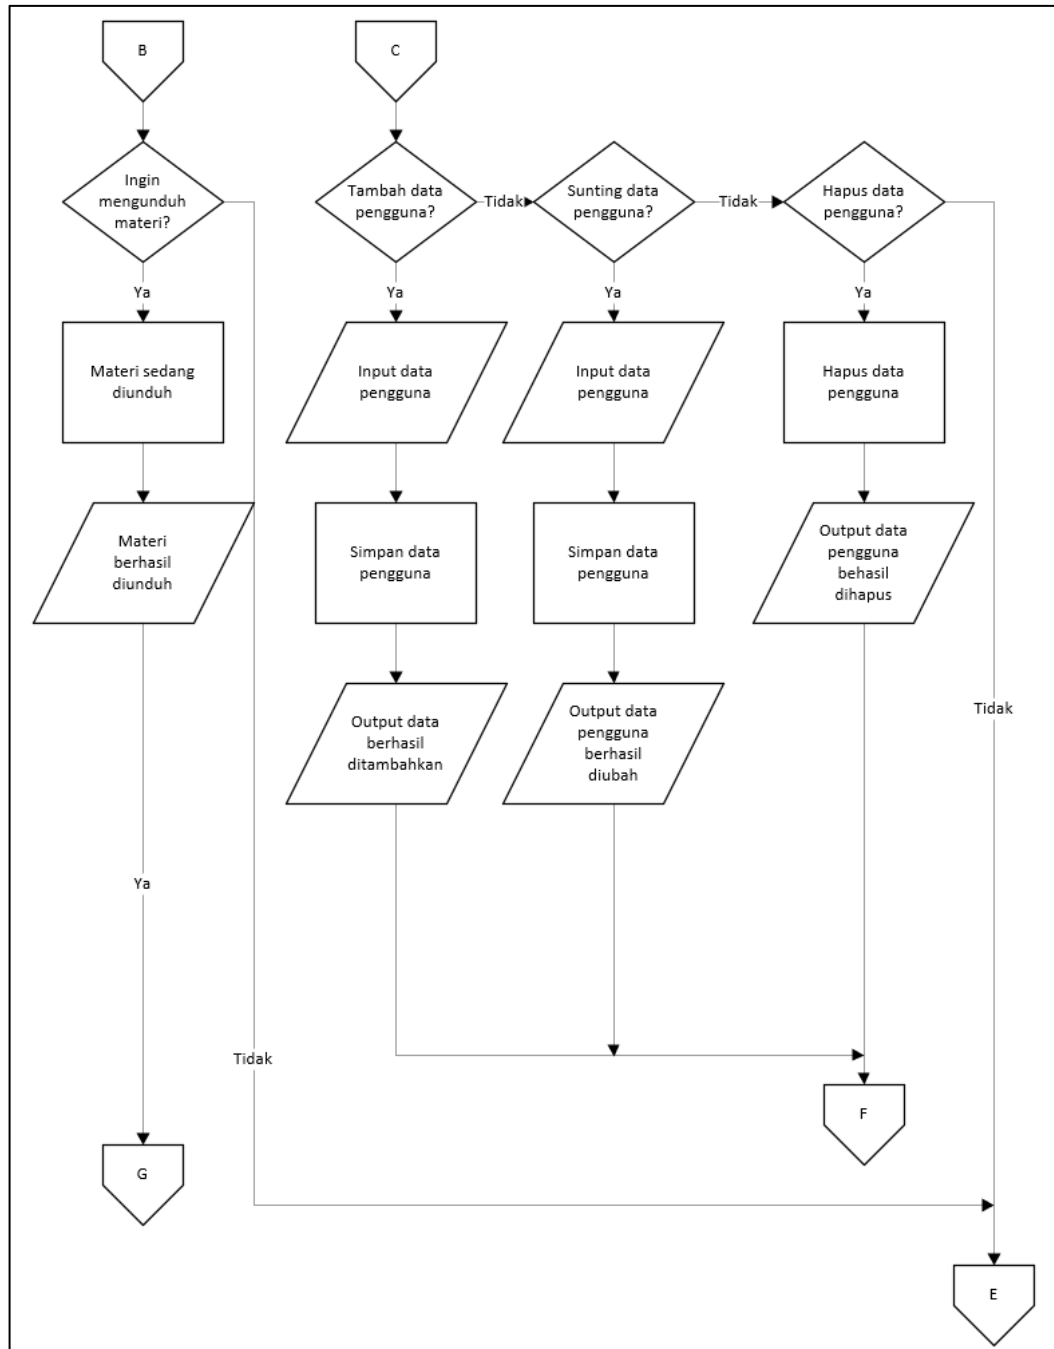 B
C
Ingin
mengunduh
materi?
Tambah data
pengguna?
Tidak
Sunting data
pengguna?
Tidak
Hapus data
pengguna?
Ya
Ya
Ya
Ya
Materi sedang
diunduh
Input data
pengguna
Input data
pengguna
Hapus data
pengguna
Materi
berhasil
diunduh
Simpan data
pengguna
Simpan data
pengguna
Output data
pengguna
behasil
dihapus
Output data
berhasil
ditambahkan
Output data
pengguna
berhasil
diubah
Tidak
Ya
Tidak
F
G
E